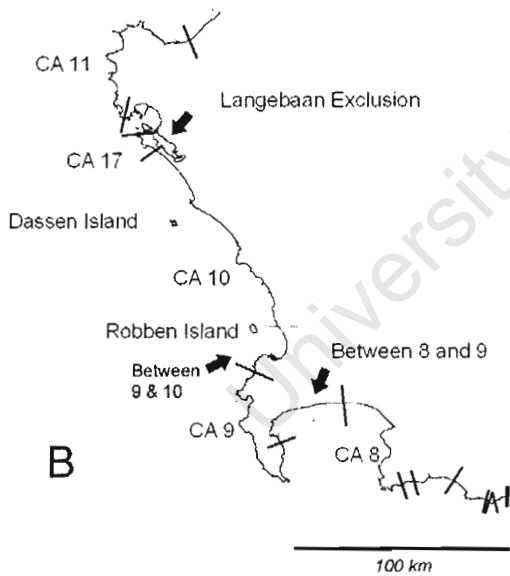 CA 11
Langebaan Exclusion
CA 17
Dassen Island
CA 10
Robben Island
Between 8 and 9
Between
9 & 10
CA 9
CA 8
B
University
100 km